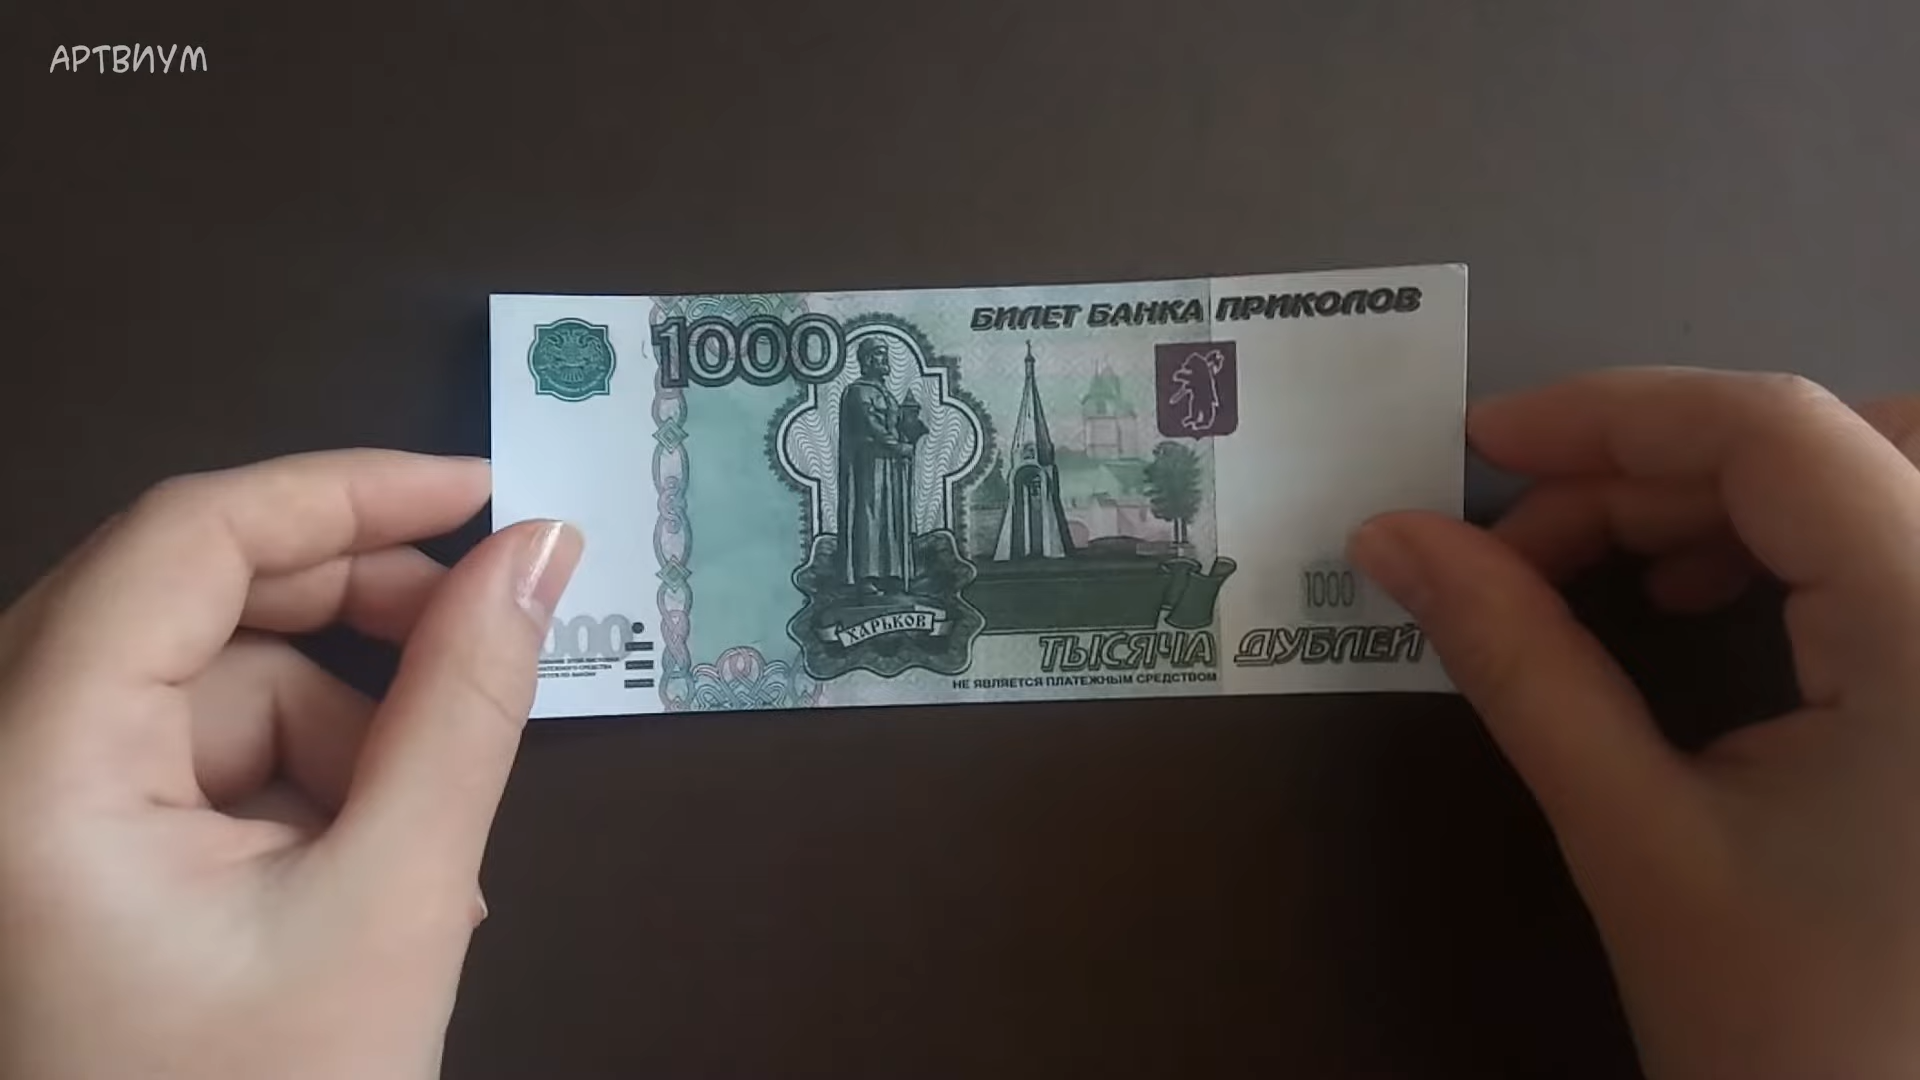 АРТВИУМ
БИЛЕТ БАНКА ПРИКОЛОВ
1000
ХАРЬКОВ
1000
ТЫСЯЧА ДУБЛЕЙ
НЕ ЯВЛЯЕТСЯ ПЛАТЕЖНЫМ СРЕДСТВОМ